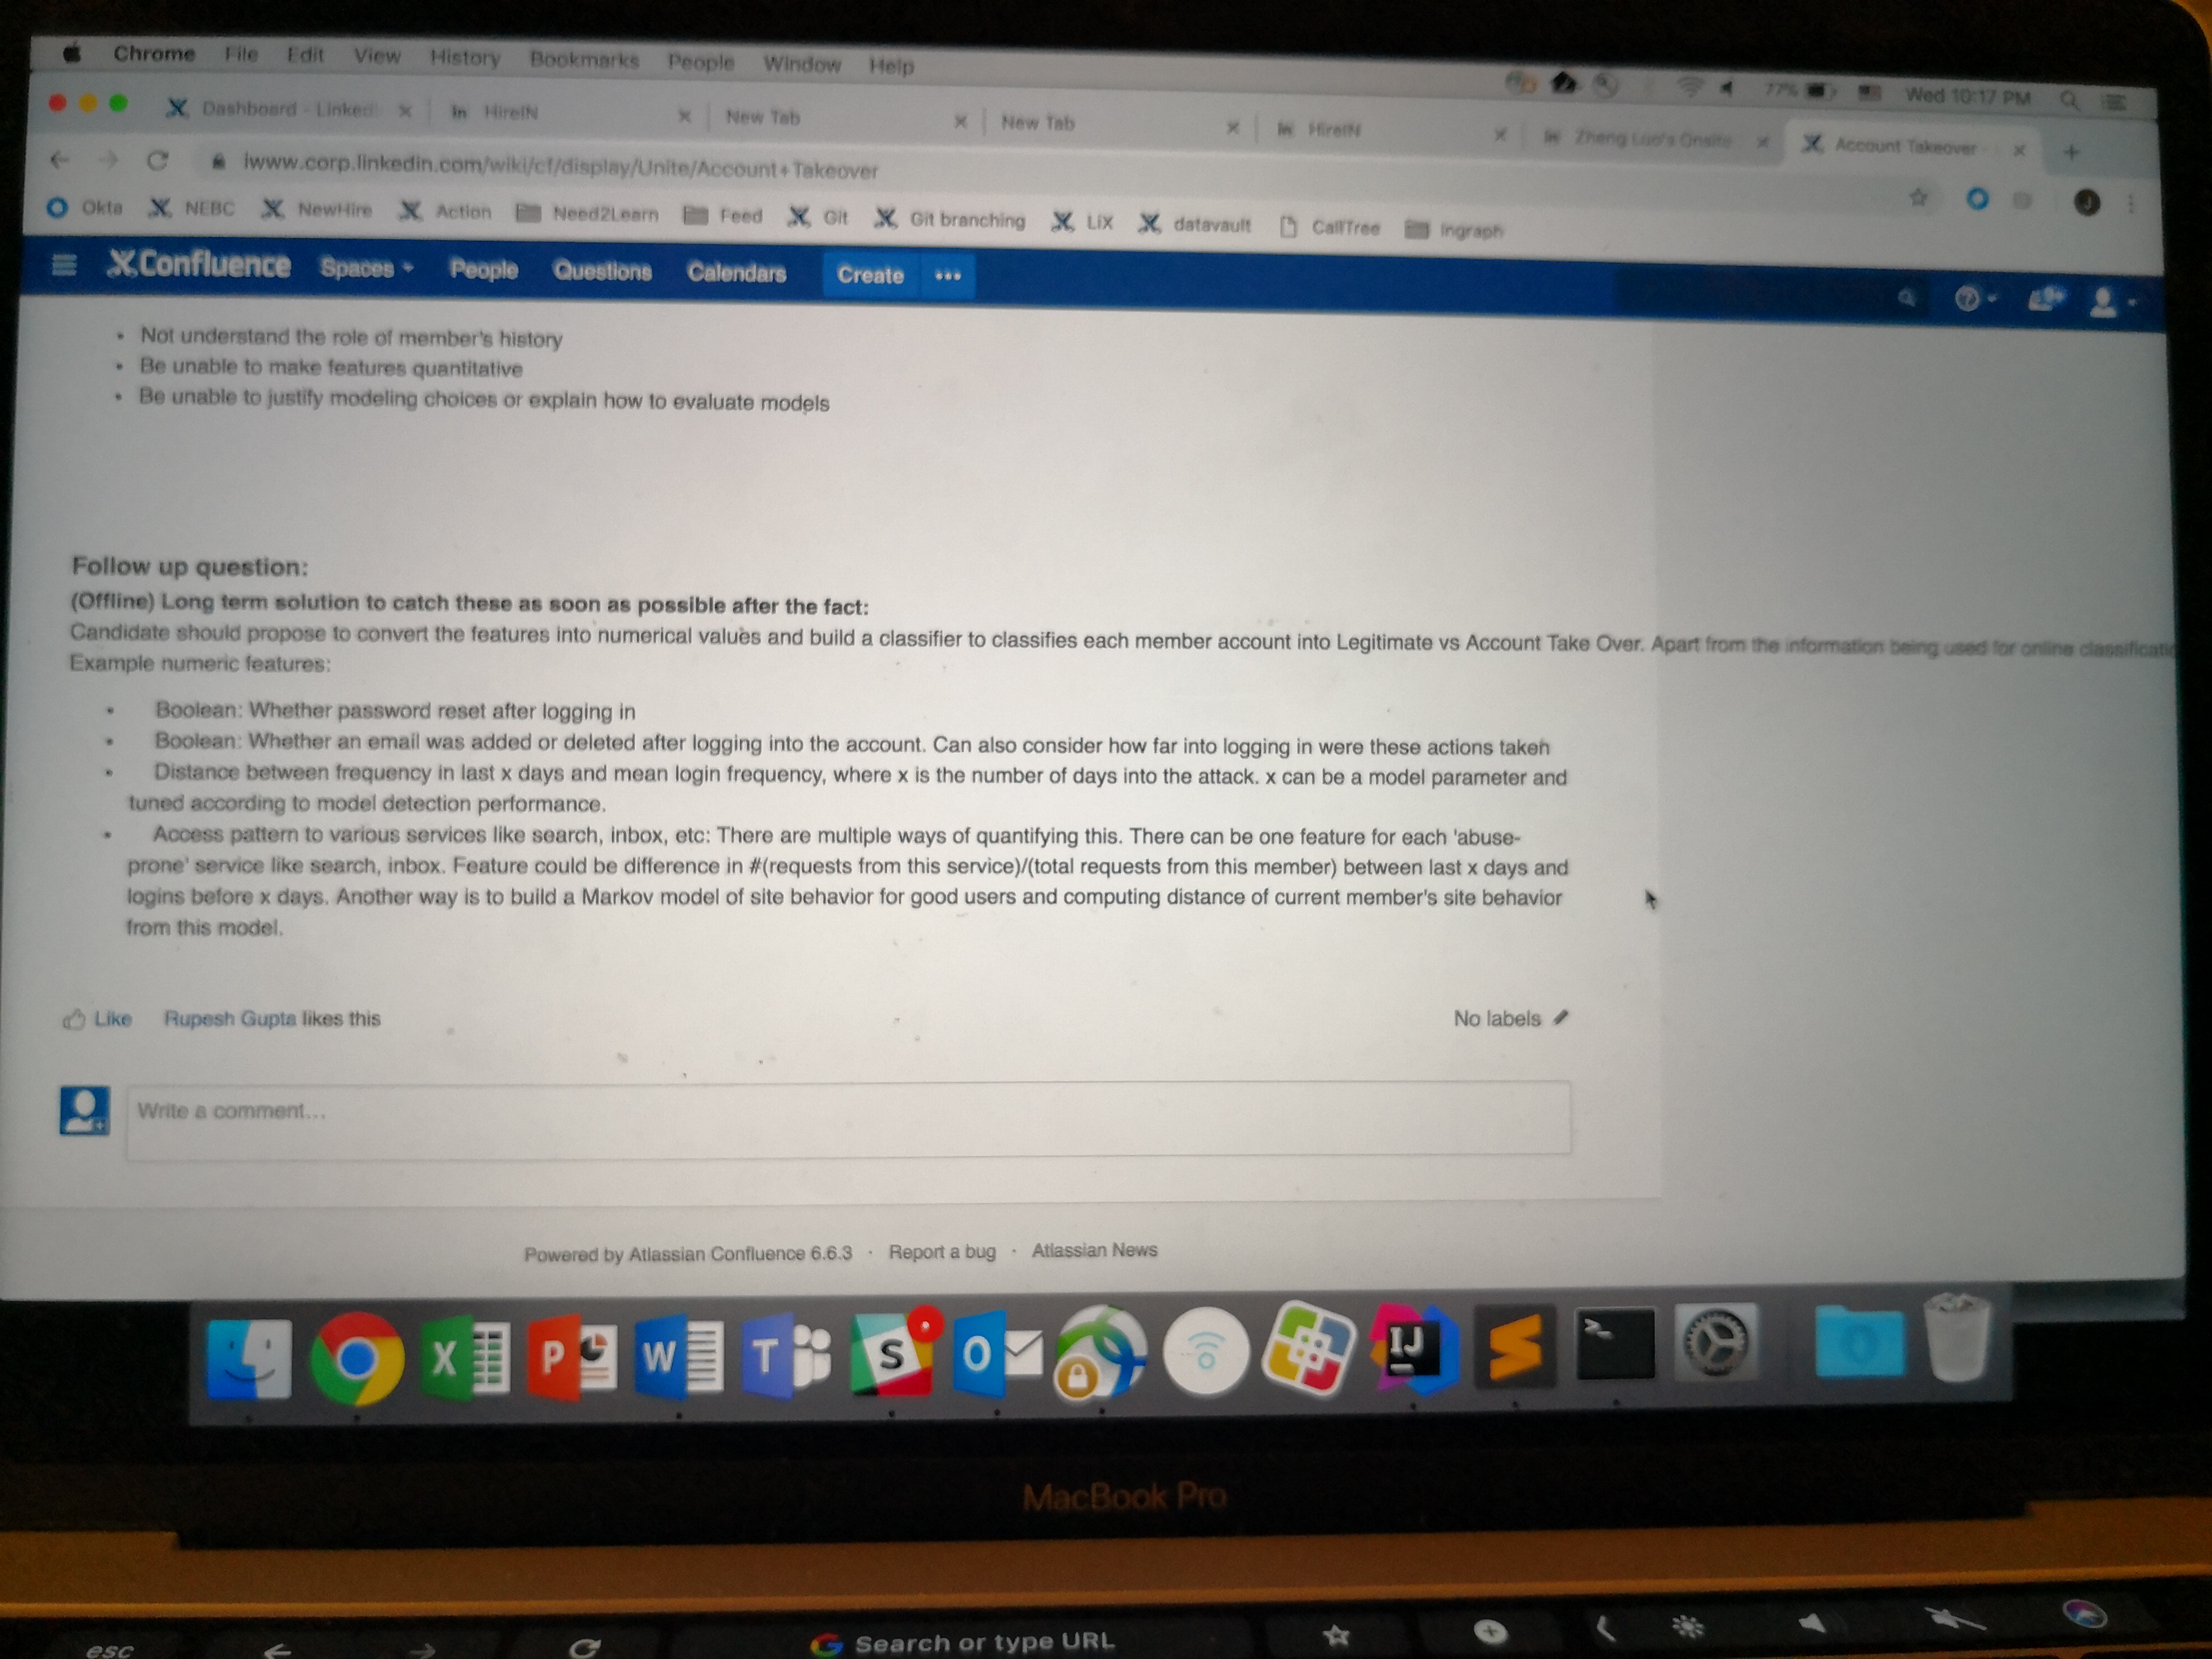 Chrome File Edit View History Bookmarks People Window Help
77% Wed 10:17 PM
Dashboard - Linked
HireIN
New Tab
New Tab
HireIN
Zheng Luo's Onsite
Account Takeover
iwww.corp.linkedin.com/wiki/cf/display/Unite/Account+Takeover
Okta NEBC NewHire Action Need2Learn Feed Git Git branching LiX datavault CallTree Ingraph
J
Confluence Spaces People Questions Calendars Create •••
• Not understand the role of member's history
• Be unable to make features quantitative
• Be unable to justify modeling choices or explain how to evaluate models
Follow up question:
(Offline) Long term solution to catch these as soon as possible after the fact:
Candidate should propose to convert the features into numerical values and build a classifier to classifies each member account into Legitimate vs Account Take Over. Apart from the information being used for online classificatio
Example numeric features:
• Boolean: Whether password reset after logging in
• Boolean: Whether an email was added or deleted after logging into the account. Can also consider how far into logging in were these actions taken
• Distance between frequency in last x days and mean login frequency, where x is the number of days into the attack. x can be a model parameter and
tuned according to model detection performance.
• Access pattern to various services like search, inbox, etc: There are multiple ways of quantifying this. There can be one feature for each 'abuse-
prone' service like search, inbox. Feature could be difference in #(requests from this service)/(total requests from this member) between last x days and
logins before x days. Another way is to build a Markov model of site behavior for good users and computing distance of current member's site behavior
from this model.
Like Rupesh Gupta likes this
No labels
Write a comment...
Powered by Atlassian Confluence 6.6.3 · Report a bug · Atlassian News
X P W T S O IJ
MacBook Pro
esc
Search or type URL